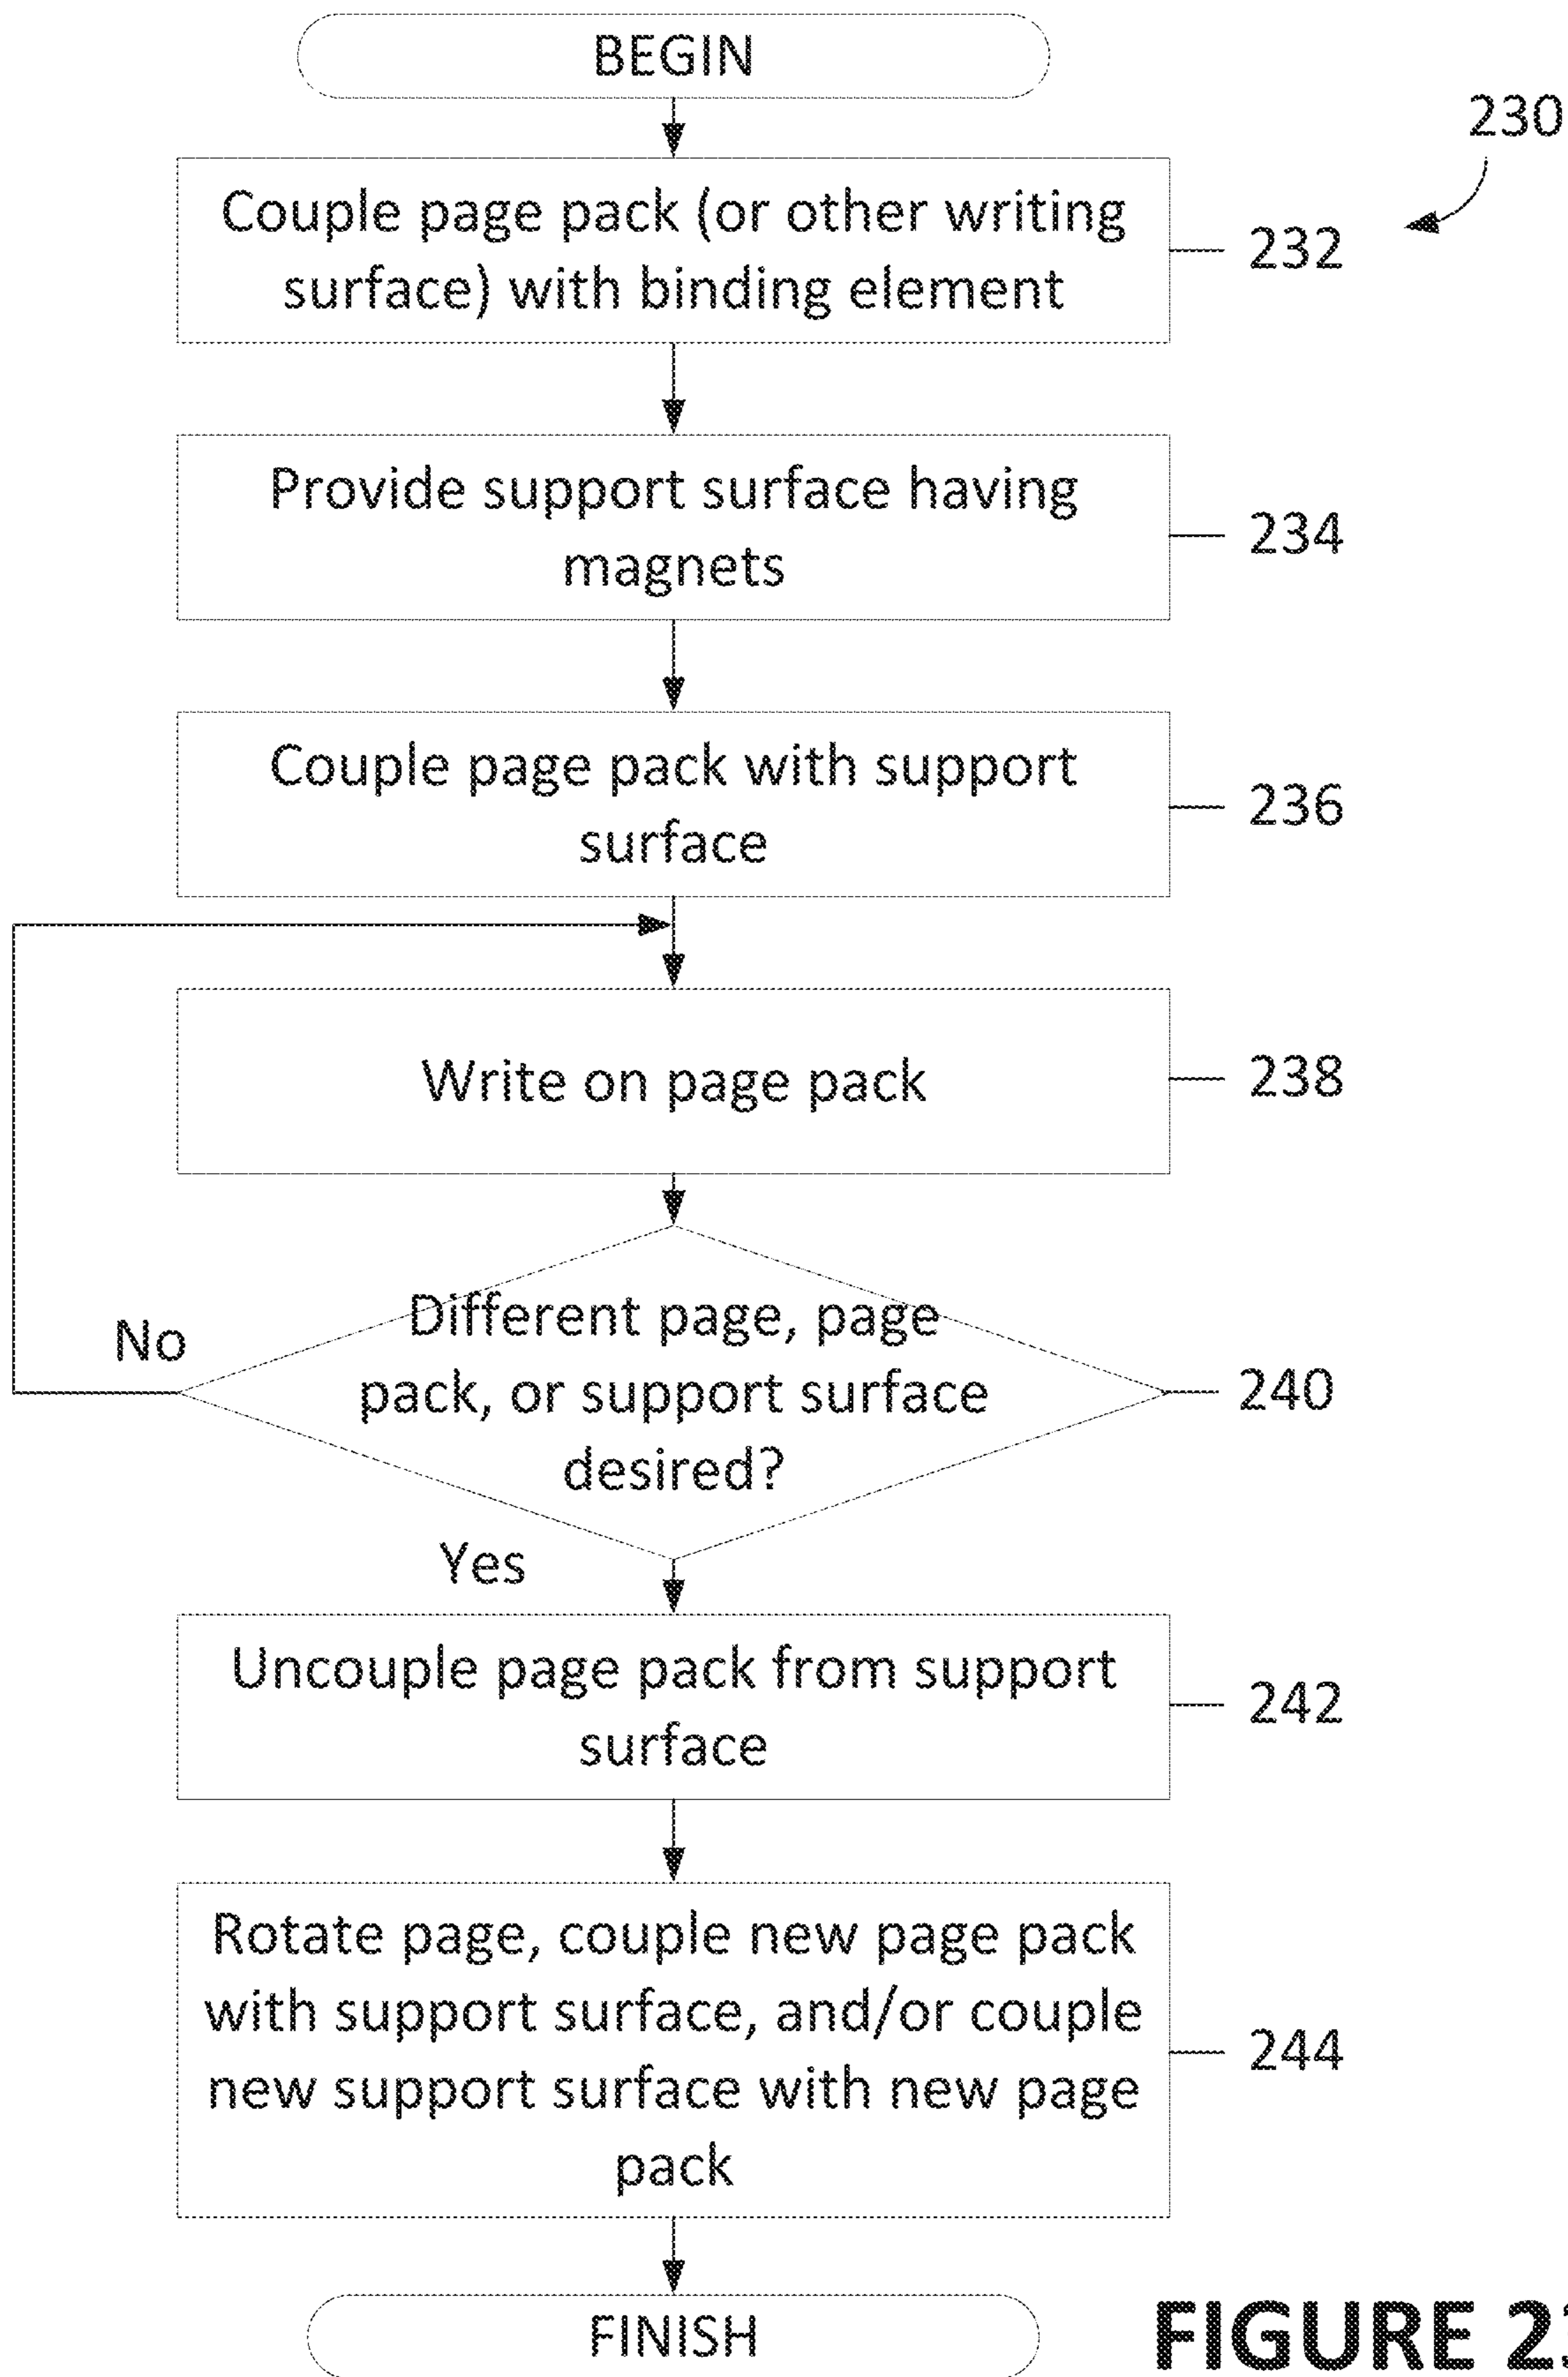 BEGIN
230
Couple page pack (or other writing
surface) with binding element
232
Provide support surface having
magnets
234
Couple page pack with support
surface
236
Write on page pack
238
Different page, page
pack, or support surface
desired?
240
No
Yes
Uncouple page pack from support
surface
242
Rotate page, couple new page pack
with support surface, and/or couple
new support surface with new page
pack
244
FINISH
FIGURE